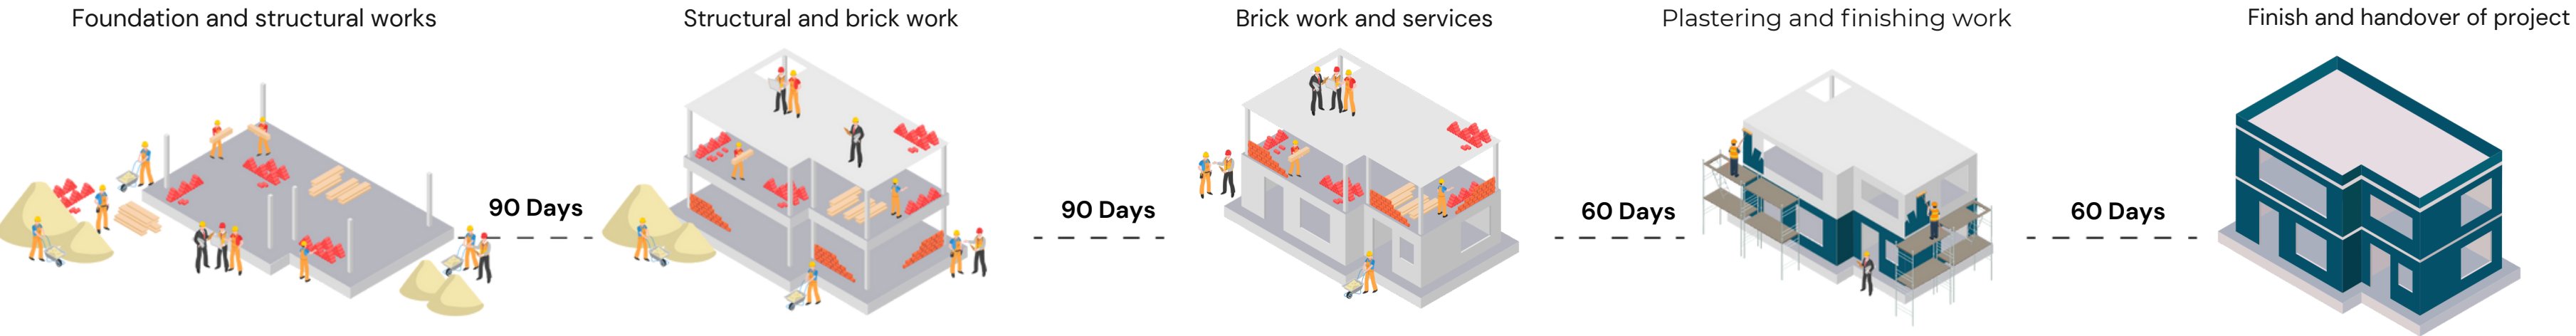 Foundation and structural works
Structural and brick work
Brick work and services
Plastering and finishing work
Finish and handover of project
90 Days
90 Days
60 Days
60 Days